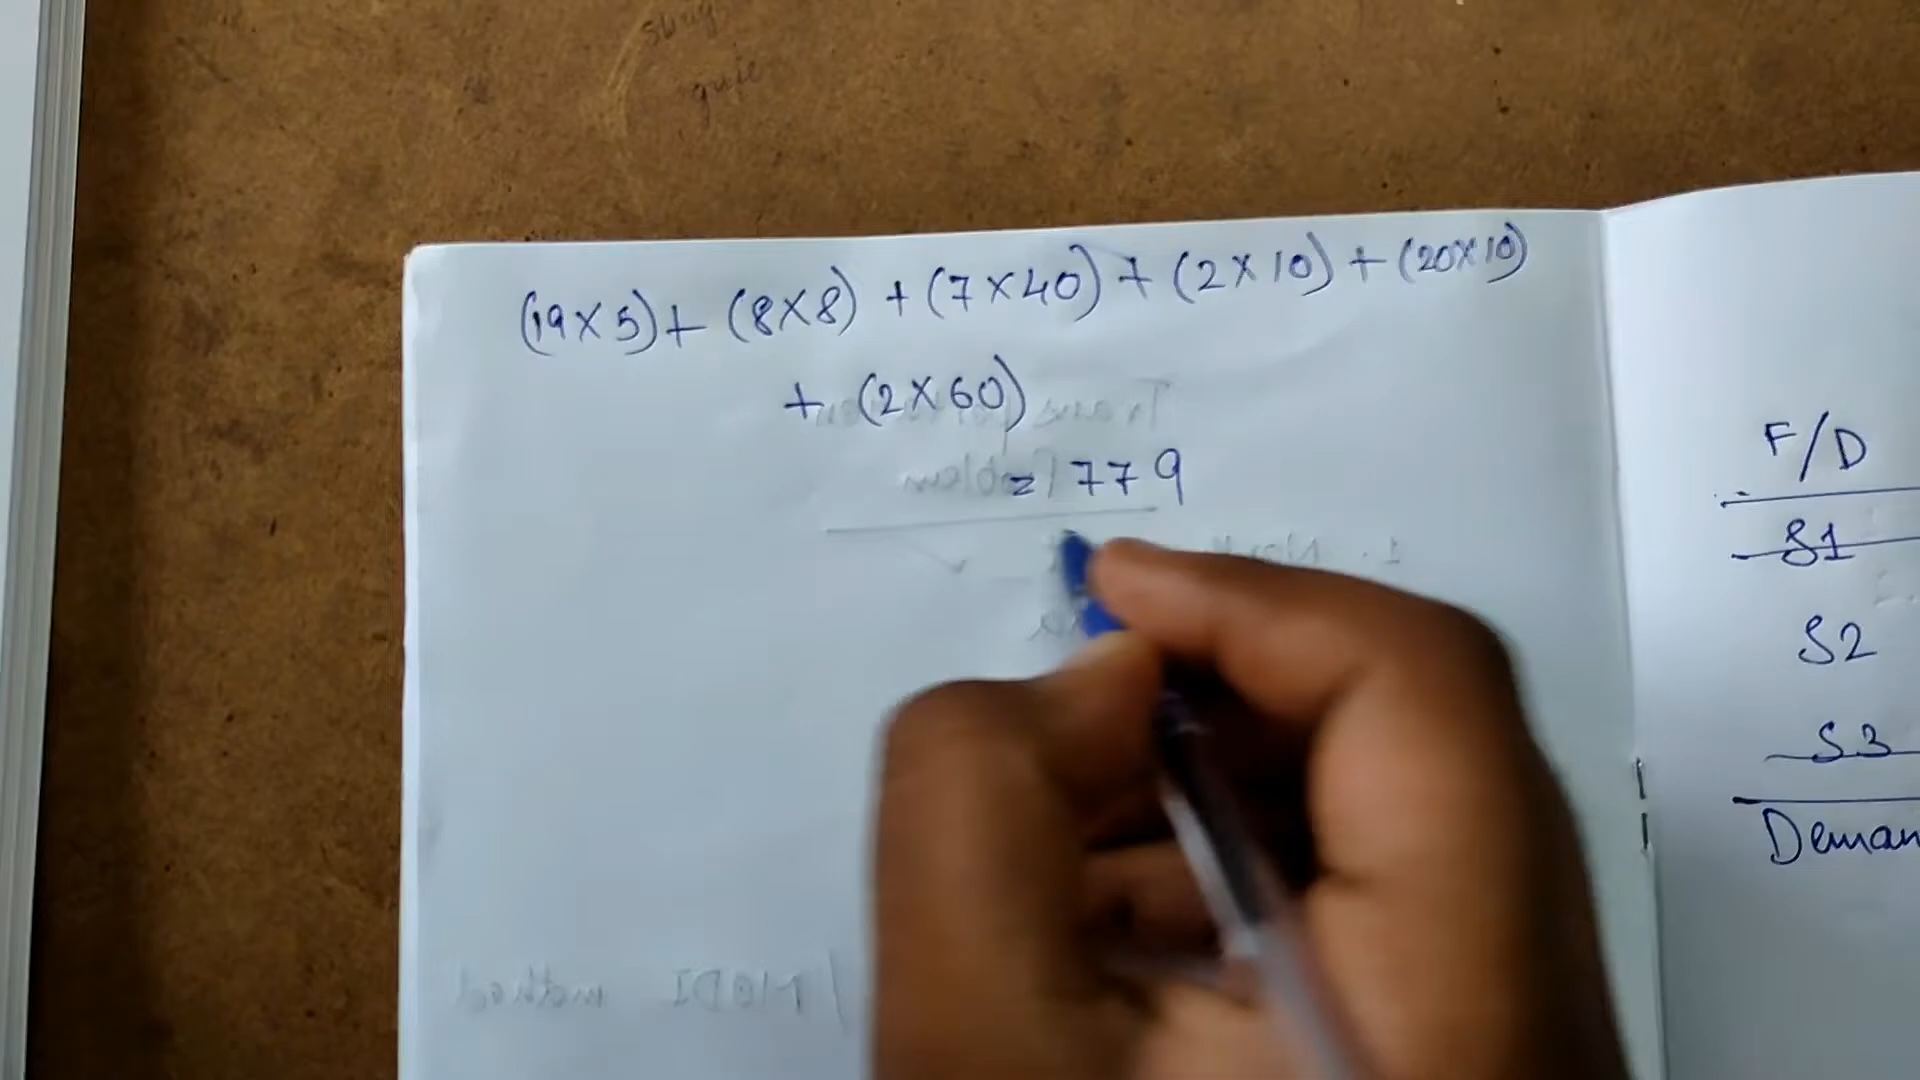 (19×5)+ (8×8) + (7×40) + (2×10) + (20×10)
+ (2×60)
= 779
F/D
S1
S2
S3
Deman